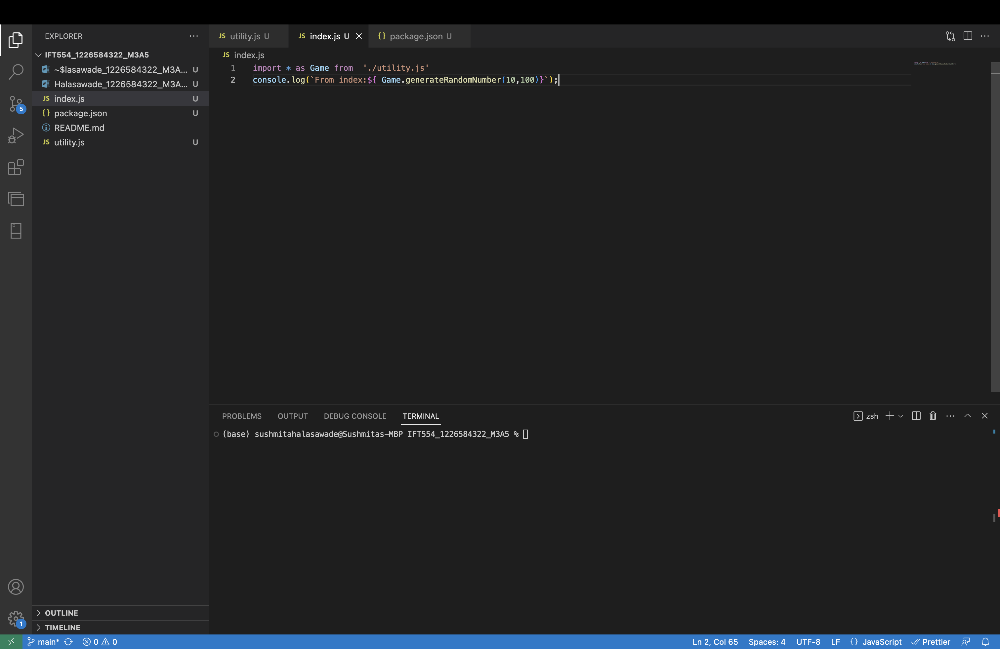 EXPLORER
IFT554_1226584322_M3A5
~$lasawade_1226584322_M3A... U
Halasawade_1226584322_M3A... U
JS index.js U
{} package.json U
README.md
JS utility.js U
OUTLINE
TIMELINE
5
1
JS utility.js U
JS index.js U
{} package.json U
JS index.js
1 import * as Game from  './utility.js'
2 console.log(`From index:${ Game.generateRandomNumber(10,100)}`);
PROBLEMS OUTPUT DEBUG CONSOLE TERMINAL
zsh
(base) sushmitahalasawade@Sushmitas-MBP IFT554_1226584322_M3A5 %
main* 0 0
Ln 2, Col 65 Spaces: 4 UTF-8 LF {} JavaScript Prettier